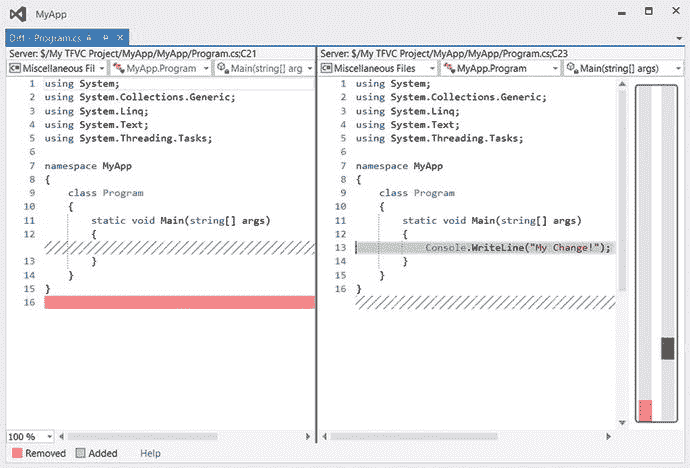 MyApp
Diff - Program.cs
Server: $/My TFVC Project/MyApp/MyApp/Program.cs;C21
Miscellaneous Fil MyApp.Program Main(string[] arg
1 using System;
2 using System.Collections.Generic;
3 using System.Linq;
4 using System.Text;
5 using System.Threading.Tasks;
6
7 namespace MyApp
8 {
9 class Program
10 {
11 static void Main(string[] args)
12 {
13 }
14 }
15 }
16
Server: $/My TFVC Project/MyApp/MyApp/Program.cs;C23
Miscellaneous Files MyApp.Program Main(string[] args)
1 using System;
2 using System.Collections.Generic;
3 using System.Linq;
4 using System.Text;
5 using System.Threading.Tasks;
6
7 namespace MyApp
8 {
9 class Program
10 {
11 static void Main(string[] args)
12 {
13 Console.WriteLine("My Change!");
14 }
15 }
16 }
100 %
Removed Added Help